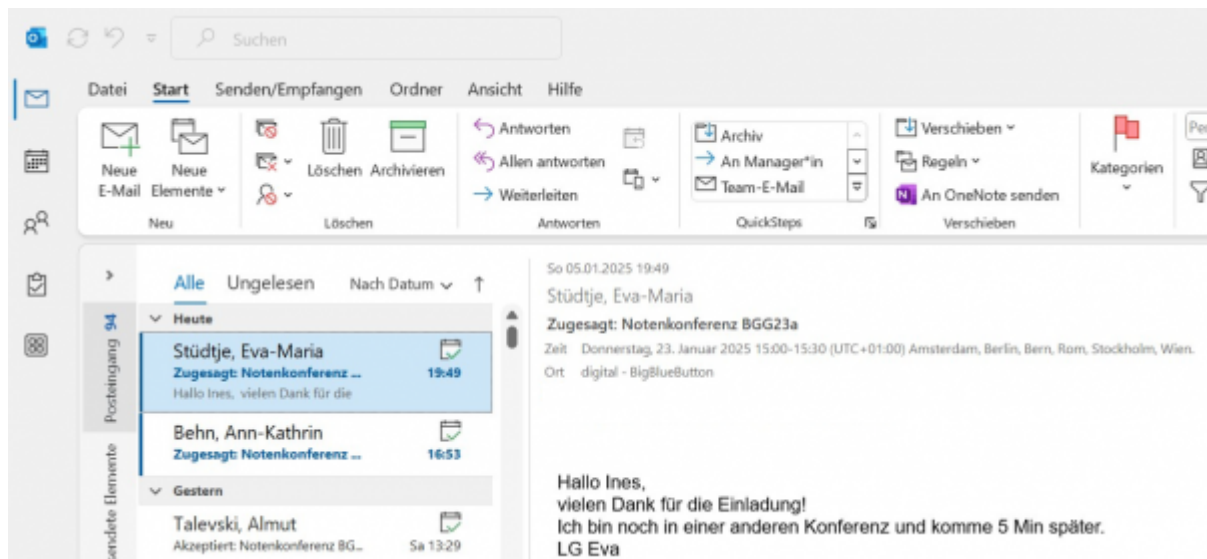 Suchen
Datei Start Senden/Empfangen Ordner Ansicht Hilfe
Neue E-Mail
Neue Elemente
Neu
Löschen Archivieren
Löschen
Antworten
Allen antworten
Weiterleiten
Antworten
Archiv
An Manager*in
Team-E-Mail
QuickSteps
Verschieben
Regeln
An OneNote senden
Verschieben
Kategorien
Posteingang 94
Alle Ungelesen Nach Datum
Heute
Stüdtje, Eva-Maria
Zugesagt: Notenkonferenz ... 19:49
Hallo Ines, vielen Dank für die
Behn, Ann-Kathrin
Zugesagt: Notenkonferenz ... 16:53
Gestern
Talevski, Almut
Akzeptiert: Notenkonferenz BG... Sa 13:29
So 05.01.2025 19:49
Stüdtje, Eva-Maria
Zugesagt: Notenkonferenz BGG23a
Zeit Donnerstag, 23. Januar 2025 15:00-15:30 (UTC+01:00) Amsterdam, Berlin, Bern, Rom, Stockholm, Wien.
Ort digital - BigBlueButton
Hallo Ines,
vielen Dank für die Einladung!
Ich bin noch in einer anderen Konferenz und komme 5 Min später.
LG Eva